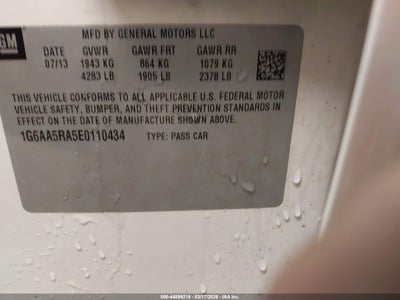 GM
MFD BY GENERAL MOTORS LLC
DATE GVWR GAWR FRT GAWR RR
07/13 1943 KG 864 KG 1079 KG
4283 LB 1905 LB 2378 LB
THIS VEHICLE CONFORMS TO ALL APPLICABLE U.S. FEDERAL MOTOR
VEHICLE SAFETY, BUMPER, AND THEFT PREVENTION STANDARDS IN
EFFECT ON THE DATE OF MANUFACTURE SHOWN ABOVE.
1G6AA5RA5E0110434 TYPE: PASS CAR